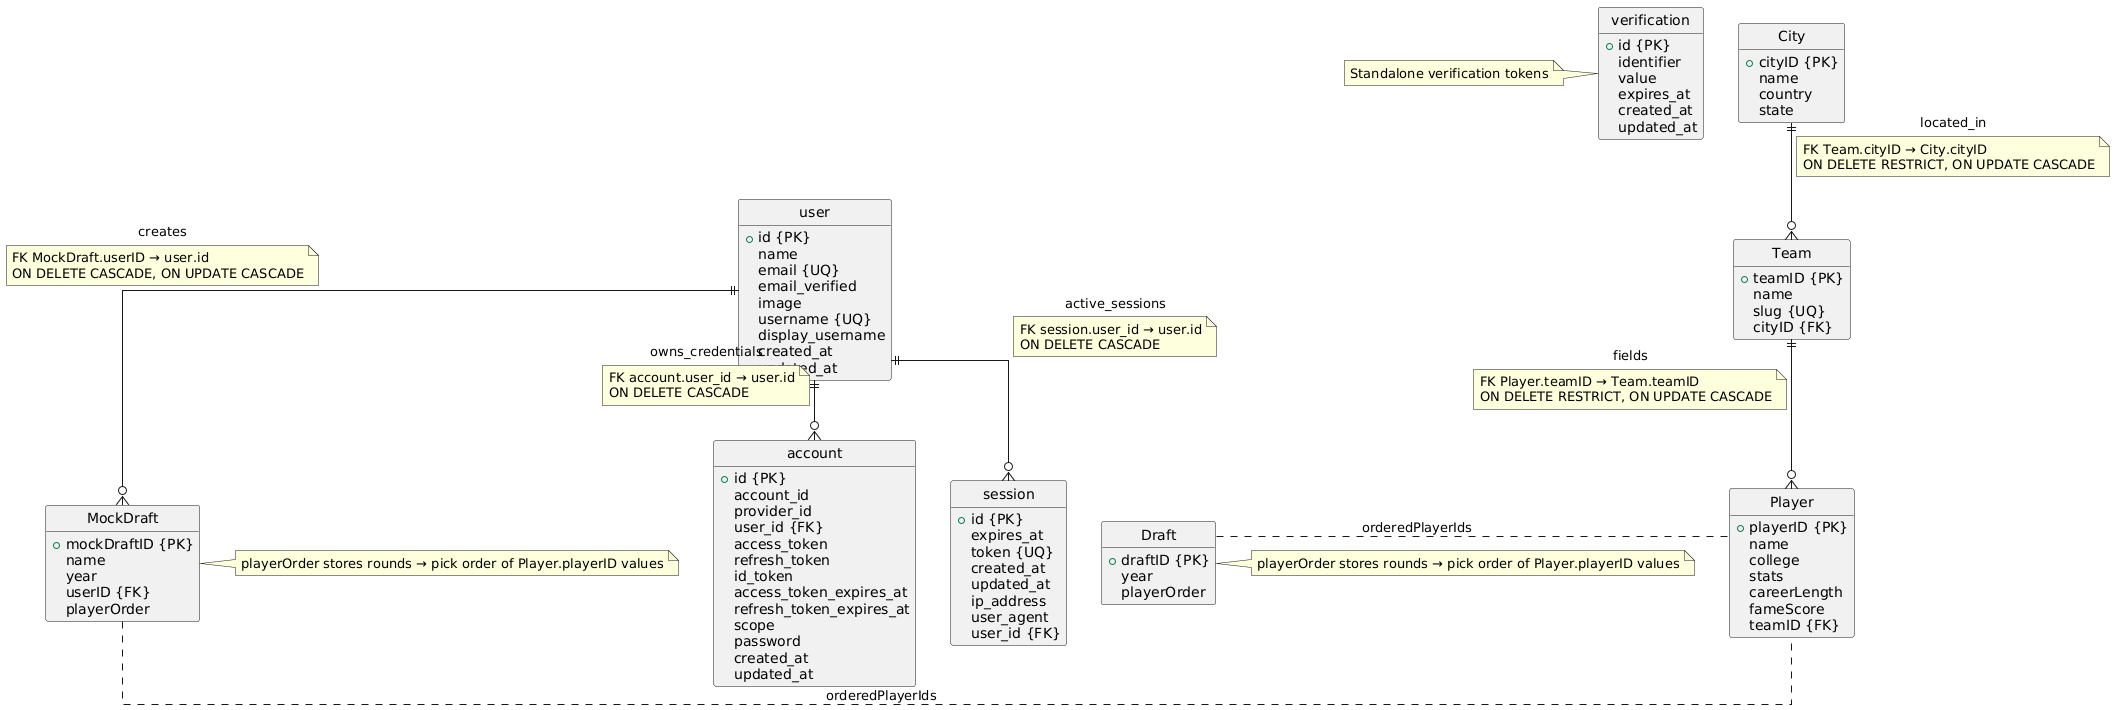 verification
id {PK}
identifier
value
expires_at
created_at
updated_at
Standalone verification tokens
City
cityID {PK}
name
country
state
located_in
FK Team.cityID → City.cityID
ON DELETE RESTRICT, ON UPDATE CASCADE
user
id {PK}
name
email {UQ}
email_verified
image
username {UQ}
display_username
created_at
ed_at
creates
FK MockDraft.userID → user.id
ON DELETE CASCADE, ON UPDATE CASCADE
owns_credentials
FK account.user_id → user.id
ON DELETE CASCADE
active_sessions
FK session.user_id → user.id
ON DELETE CASCADE
Team
teamID {PK}
name
slug {UQ}
cityID {FK}
fields
FK Player.teamID → Team.teamID
ON DELETE RESTRICT, ON UPDATE CASCADE
MockDraft
mockDraftID {PK}
name
year
userID {FK}
playerOrder
playerOrder stores rounds → pick order of Player.playerID values
account
id {PK}
account_id
provider_id
user_id {FK}
access_token
refresh_token
id_token
access_token_expires_at
refresh_token_expires_at
scope
password
created_at
updated_at
session
id {PK}
expires_at
token {UQ}
created_at
updated_at
ip_address
user_agent
user_id {FK}
Draft
draftID {PK}
year
playerOrder
orderedPlayerIds
playerOrder stores rounds → pick order of Player.playerID values
Player
playerID {PK}
name
college
stats
careerLength
fameScore
teamID {FK}
orderedPlayerIds